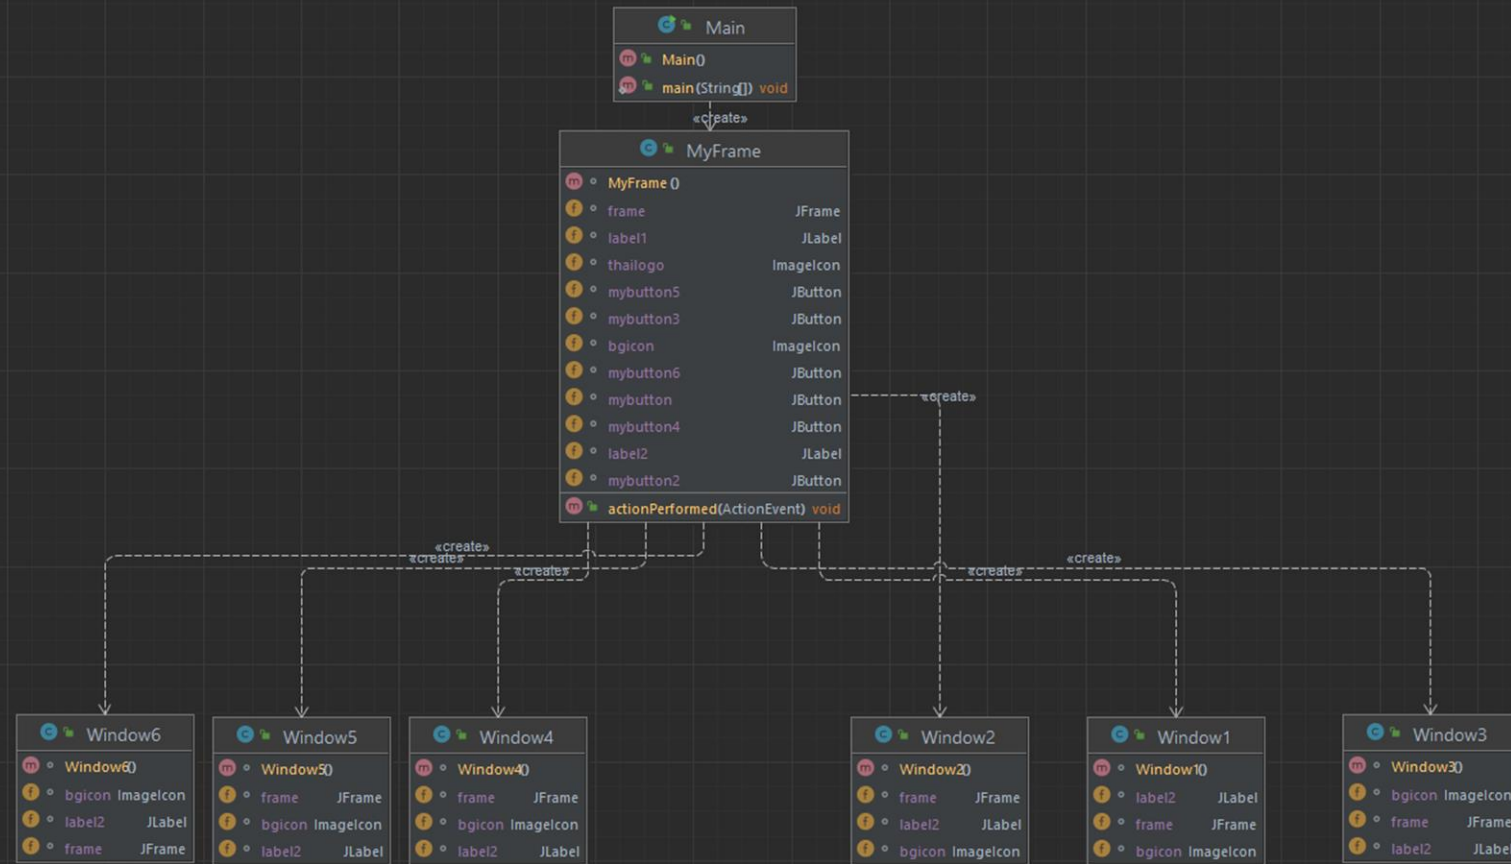 Main
Main()
main(String[]) void
«create»
MyFrame
MyFrame ()
frame JFrame
label1 JLabel
thailogo ImageIcon
mybutton5 JButton
mybutton3 JButton
bgicon ImageIcon
mybutton6 JButton
mybutton JButton
mybutton4 JButton
label2 JLabel
mybutton2 JButton
actionPerformed(ActionEvent) void
«create»
«create»
«create»
«create»
«create»
«create»
Window6
Window6()
bgicon ImageIcon
label2 JLabel
frame JFrame
Window5
Window5()
frame JFrame
bgicon ImageIcon
label2 JLabel
Window4
Window4()
frame JFrame
bgicon ImageIcon
label2 JLabel
Window2
Window2()
frame JFrame
label2 JLabel
bgicon ImageIcon
Window1
Window1()
label2 JLabel
frame JFrame
bgicon ImageIcon
Window3
Window3()
bgicon ImageIcon
frame JFrame
label2 JLabel